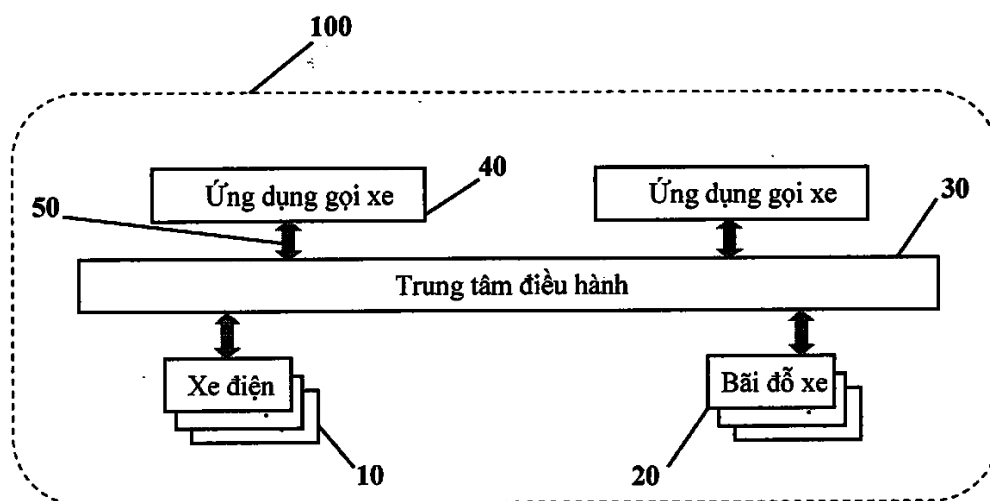 100
Ứng dụng gọi xe
40
Ứng dụng gọi xe
50
30
Trung tâm điều hành
Xe điện
Bãi đỗ xe
10
20